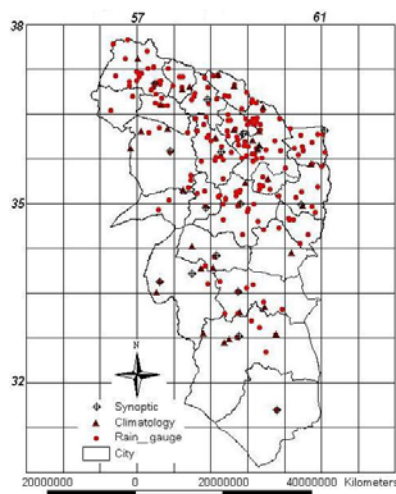 57 61
38
35
32
N
Synoptic
Climatology
Rain_gauge
City
20000000 0 20000000 40000000 Kilometers